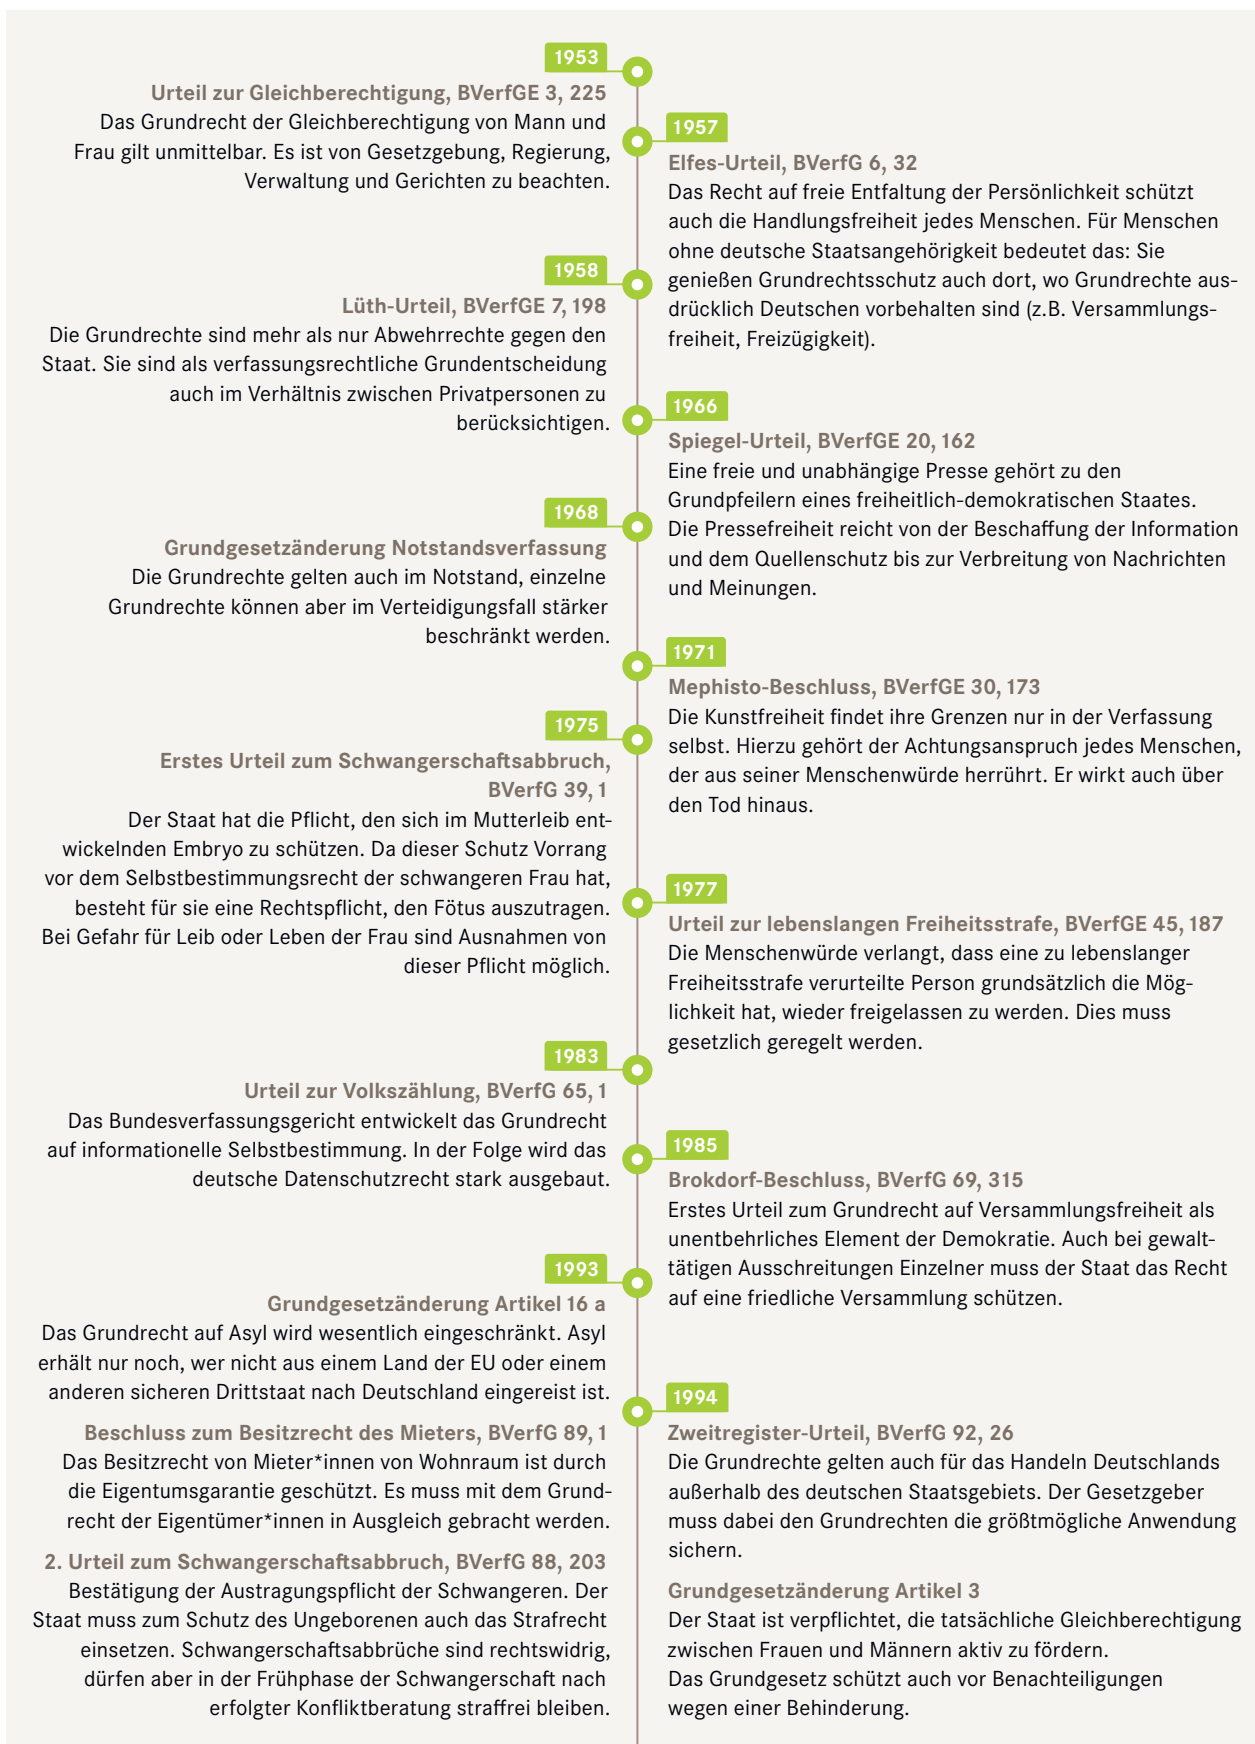 1953
Urteil zur Gleichberechtigung, BVerfGE 3, 225
Das Grundrecht der Gleichberechtigung von Mann und
Frau gilt unmittelbar. Es ist von Gesetzgebung, Regierung,
Verwaltung und Gerichten zu beachten.
1957
Elfes-Urteil, BVerfG 6, 32
Das Recht auf freie Entfaltung der Persönlichkeit schützt
auch die Handlungsfreiheit jedes Menschen. Für Menschen
ohne deutsche Staatsangehörigkeit bedeutet das: Sie
genießen Grundrechtsschutz auch dort, wo Grundrechte aus-
drücklich Deutschen vorbehalten sind (z.B. Versammlungs-
freiheit, Freizügigkeit).
1958
Lüth-Urteil, BVerfGE 7, 198
Die Grundrechte sind mehr als nur Abwehrrechte gegen den
Staat. Sie sind als verfassungsrechtliche Grundentscheidung
auch im Verhältnis zwischen Privatpersonen zu
berücksichtigen.
1966
Spiegel-Urteil, BVerfGE 20, 162
Eine freie und unabhängige Presse gehört zu den
Grundpfeilern eines freiheitlich-demokratischen Staates.
Die Pressefreiheit reicht von der Beschaffung der Information
und dem Quellenschutz bis zur Verbreitung von Nachrichten
und Meinungen.
1968
Grundgesetzänderung Notstandsverfassung
Die Grundrechte gelten auch im Notstand, einzelne
Grundrechte können aber im Verteidigungsfall stärker
beschränkt werden.
1971
Mephisto-Beschluss, BVerfGE 30, 173
Die Kunstfreiheit findet ihre Grenzen nur in der Verfassung
selbst. Hierzu gehört der Achtungsanspruch jedes Menschen,
der aus seiner Menschenwürde herrührt. Er wirkt auch über
den Tod hinaus.
1975
Erstes Urteil zum Schwangerschaftsabbruch,
BVerfG 39, 1
Der Staat hat die Pflicht, den sich im Mutterleib ent-
wickelnden Embryo zu schützen. Da dieser Schutz Vorrang
vor dem Selbstbestimmungsrecht der schwangeren Frau hat,
besteht für sie eine Rechtspflicht, den Fötus auszutragen.
Bei Gefahr für Leib oder Leben der Frau sind Ausnahmen von
dieser Pflicht möglich.
1977
Urteil zur lebenslangen Freiheitsstrafe, BVerfGE 45, 187
Die Menschenwürde verlangt, dass eine zu lebenslanger
Freiheitsstrafe verurteilte Person grundsätzlich die Mög-
lichkeit hat, wieder freigelassen zu werden. Dies muss
gesetzlich geregelt werden.
1983
Urteil zur Volkszählung, BVerfG 65, 1
Das Bundesverfassungsgericht entwickelt das Grundrecht
auf informationelle Selbstbestimmung. In der Folge wird das
deutsche Datenschutzrecht stark ausgebaut.
1985
Brokdorf-Beschluss, BVerfG 69, 315
Erstes Urteil zum Grundrecht auf Versammlungsfreiheit als
unentbehrliches Element der Demokratie. Auch bei gewalt-
tätigen Ausschreitungen Einzelner muss der Staat das Recht
auf eine friedliche Versammlung schützen.
1993
Grundgesetzänderung Artikel 16 a
Das Grundrecht auf Asyl wird wesentlich eingeschränkt. Asyl
erhält nur noch, wer nicht aus einem Land der EU oder einem
anderen sicheren Drittstaat nach Deutschland eingereist ist.
Beschluss zum Besitzrecht des Mieters, BVerfG 89, 1
Das Besitzrecht von Mieter*innen von Wohnraum ist durch
die Eigentumsgarantie geschützt. Es muss mit dem Grund-
recht der Eigentümer*innen in Ausgleich gebracht werden.
2. Urteil zum Schwangerschaftsabbruch, BVerfG 88, 203
Bestätigung der Austragungspflicht der Schwangeren. Der
Staat muss zum Schutz des Ungeborenen auch das Strafrecht
einsetzen. Schwangerschaftsabbrüche sind rechtswidrig,
dürfen aber in der Frühphase der Schwangerschaft nach
erfolgter Konfliktberatung straffrei bleiben.
1994
Zweitregister-Urteil, BVerfG 92, 26
Die Grundrechte gelten auch für das Handeln Deutschlands
außerhalb des deutschen Staatsgebiets. Der Gesetzgeber
muss dabei den Grundrechten die größtmögliche Anwendung
sichern.
Grundgesetzänderung Artikel 3
Der Staat ist verpflichtet, die tatsächliche Gleichberechtigung
zwischen Frauen und Männern aktiv zu fördern.
Das Grundgesetz schützt auch vor Benachteiligungen
wegen einer Behinderung.